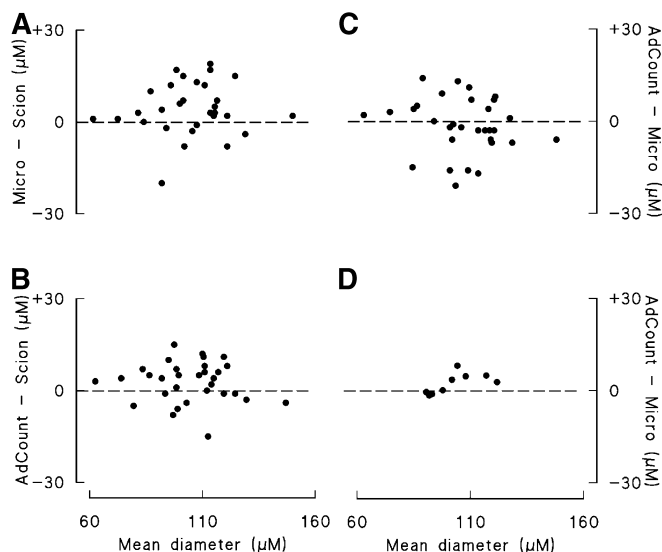 A
+30
0
−30
Micro − Scion (μM)
C
+30
0
−30
AdCount − Micro (μM)
B
+30
0
−30
AdCount − Scion (μM)
60
110
160
Mean diameter (μM)
D
+30
0
−30
AdCount − Micro (μM)
60
110
160
Mean diameter (μM)